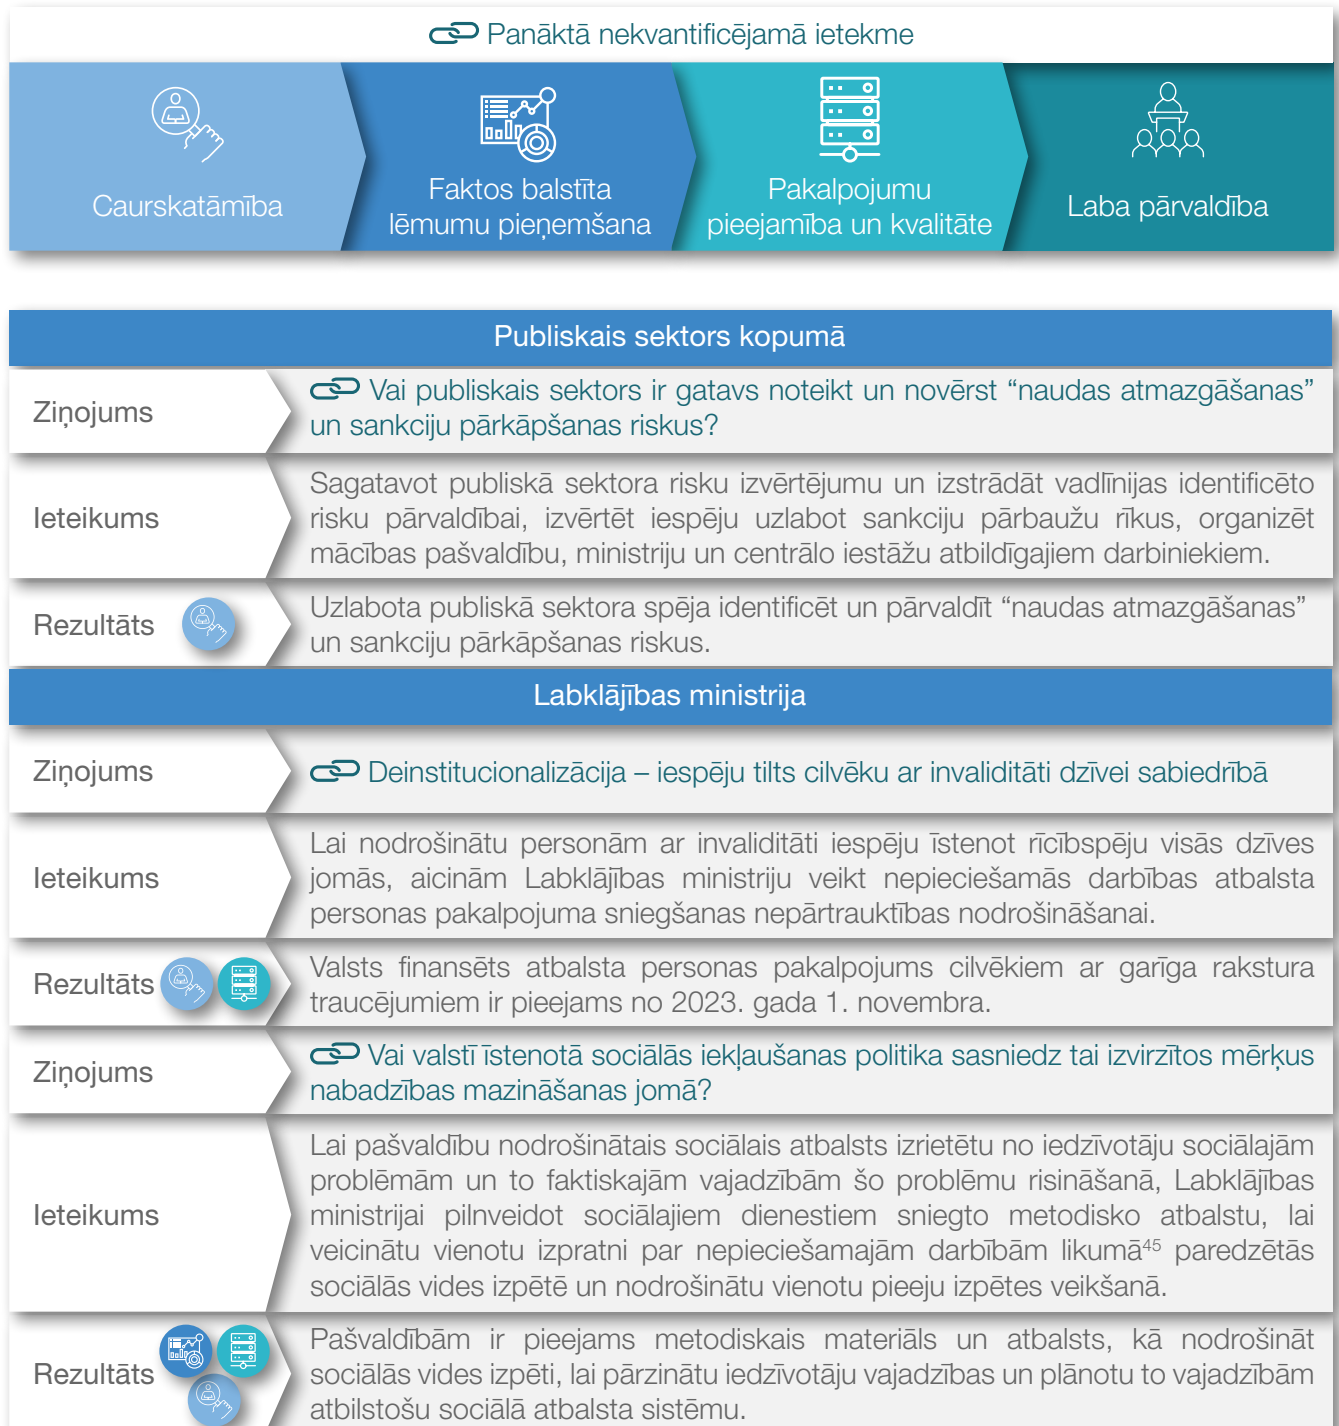 Panāktā nekvantificējamā ietekme
Caurskatāmība
Faktos balstīta
lēmumu pieņemšana
Pakalpojumu
pieejamība un kvalitāte
Laba pārvaldība
Publiskais sektors kopumā
Ziņojums
Vai publiskais sektors ir gatavs noteikt un novērst “naudas atmazgāšanas”
un sankciju pārkāpšanas riskus?
Ieteikums
Sagatavot publiskā sektora risku izvērtējumu un izstrādāt vadlīnijas identificēto
risku pārvaldībai, izvērtēt iespēju uzlabot sankciju pārbaužu rīkus, organizēt
mācības pašvaldību, ministriju un centrālo iestāžu atbildīgajiem darbiniekiem.
Rezultāts
Uzlabota publiskā sektora spēja identificēt un pārvaldīt “naudas atmazgāšanas”
un sankciju pārkāpšanas riskus.
Labklājības ministrija
Ziņojums
Deinstitucionalizācija – iespēju tilts cilvēku ar invaliditāti dzīvei sabiedrībā
Ieteikums
Lai nodrošinātu personām ar invaliditāti iespēju īstenot rīcībspēju visās dzīves
jomās, aicinām Labklājības ministriju veikt nepieciešamās darbības atbalsta
personas pakalpojuma sniegšanas nepārtrauktības nodrošināšanai.
Rezultāts
Valsts finansēts atbalsta personas pakalpojums cilvēkiem ar garīga rakstura
traucējumiem ir pieejams no 2023. gada 1. novembra.
Ziņojums
Vai valstī īstenotā sociālās iekļaušanas politika sasniedz tai izvirzītos mērķus
nabadzības mazināšanas jomā?
Ieteikums
Lai pašvaldību nodrošinātais sociālais atbalsts izrietētu no iedzīvotāju sociālajām
problēmām un to faktiskajām vajadzībām šo problēmu risināšanā, Labklājības
ministrijai pilnveidot sociālajiem dienestiem sniegto metodisko atbalstu, lai
veicinātu vienotu izpratni par nepieciešamajām darbībām likumā⁴⁵ paredzētās
sociālās vides izpētē un nodrošinātu vienotu pieeju izpētes veikšanā.
Rezultāts
Pašvaldībām ir pieejams metodiskais materiāls un atbalsts, kā nodrošināt
sociālās vides izpēti, lai pārzinātu iedzīvotāju vajadzības un plānotu to vajadzībām
atbilstošu sociālā atbalsta sistēmu.